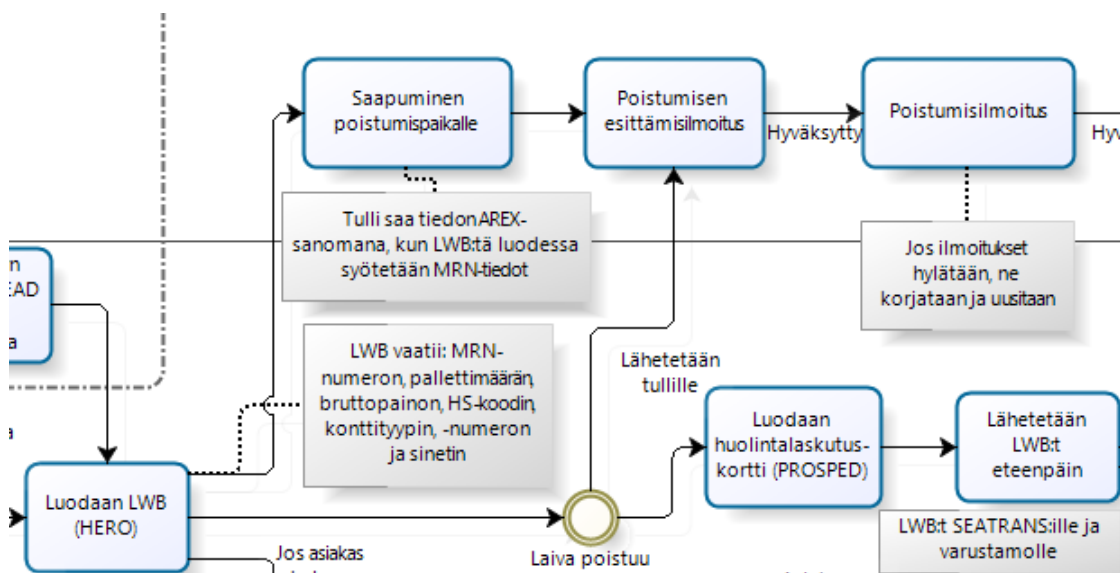 Saapuminen
poistumispaikalle
Poistumisen
esittämisilmoitus
Hyväksytty
Poistumisilmoitus
Hyv
Tulli saa tiedonAREX-
sanomana, kun LWB:tä luodessa
syötetään MRN-tiedot
Jos ilmoitukset
hylätään, ne
korjataan ja uusitaan
n
EAD
a
LWB vaatii: MRN-
numeron, pallettimäärän,
bruttopainon, HS-koodin,
konttityypin, -numeron
ja sinetin
Lähetetään
tullille
a
Luodaan
huolintalaskutus-
kortti (PROSPED)
Lähetetään
LWB:t
eteenpäin
Luodaan LWB
(HERO)
Laiva poistuu
LWB:t SEATRANS:ille ja
varustamolle
Jos asiakas